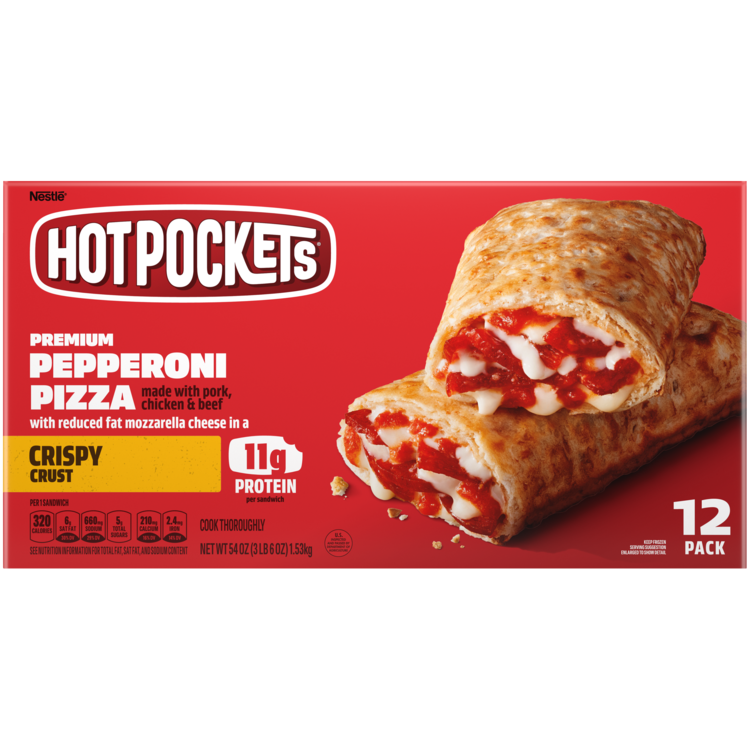 Nestlé
HOT POCKETS®
PREMIUM
PEPPERONI
PIZZA made with pork,
chicken & beef
with reduced fat mozzarella cheese in a
CRISPY
CRUST
11g
PROTEIN
per sandwich
PER 1 SANDWICH
320 CALORIES
6g SAT FAT
660mg SODIUM
5g TOTAL SUGARS
210mg CALCIUM
2.4mg IRON
SEE NUTRITION INFORMATION FOR TOTAL FAT, SAT FAT, AND SODIUM CONTENT
COOK THOROUGHLY
NET WT 54 OZ (3 LB 6 OZ) 1.53kg
KEEP FROZEN
SERVING SUGGESTION
ENLARGED TO SHOW DETAIL
12
PACK